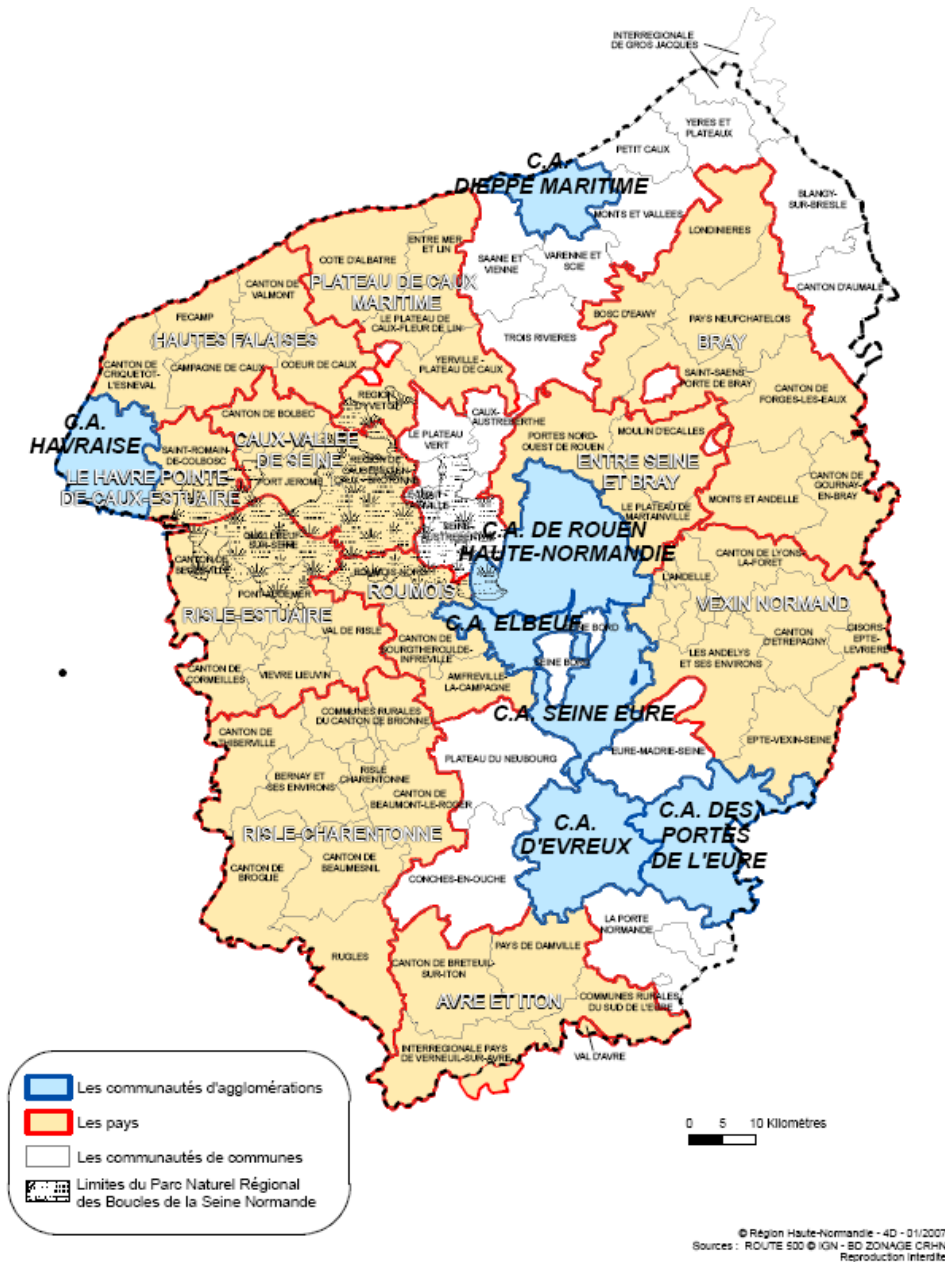 INTERREGIONALE
DE GROS JACQUES
YERES ET
PLATEAUX
PETIT CAUX
C.A.
DIEPPE MARITIME
BLANGY-
SUR-BRESLE
MONTS ET VALLEES
LONDINIERES
ENTRE MER
ET LIN
COTE D'ALBATRE
SAANE ET
VIENNE
VARENNE ET
SCIE
CANTON D'AUMALE
PLATEAU DE CAUX
MARITIME
CANTON DE
VALMONT
FECAMP
LE PLATEAU DE
CAUX-FLEUR DE LIN
BOSC D'EAWY
PAYS NEUFCHATELOIS
BRAY
HAUTES FALAISES
TROIS RIVIERES
CANTON DE
CRIQUETOT-
L'ESNEVAL
CAMPAGNE DE CAUX
COEUR DE CAUX
YERVILLE-
PLATEAU DE CAUX
SAINT-SAENS-
PORTE DE BRAY
CANTON DE
FORGES-LES-EAUX
REGION
D'YVETOT
CANTON DE BOLBEC
CAUX-
AUSTREBERTHE
C.A.
HAVRAISE
CAUX-VALLEE
DE SEINE
LE PLATEAU
VERT
PORTES NORD-
OUEST DE ROUEN
MOULIN D'ECALLES
SAINT-ROMAIN-
DE-COLBOSC
ENTRE SEINE
ET BRAY
LE HAVRE POINTE
DE CAUX-ESTUAIRE
PORT JEROME
CANTON DE
GOURNAY-
EN-BRAY
MONTS ET ANDELLE
LE PLATEAU DE
MARTAINVILLE
C.A. DE ROUEN
HAUTE-NORMANDIE
CANTON DE LYONS-
LA-FORET
L'ANDELLE
PONT-AUDEMER
ROUMOIS
RISLE-ESTUAIRE
VEXIN NORMAND
C.A. ELBEUF
SEINE BORD
VAL DE RISLE
CANTON DE
BOURGTHEROULDE-
INFREVILLE
CANTON
D'ETREPAGNY
GISORS-
EPTE-
LEVRIERE
LES ANDELYS
ET SES ENVIRONS
CANTON DE
CORMEILLES
VIEVRE LIEUVIN
AMFREVILLE-
LA-CAMPAGNE
C.A. SEINE EURE
COMMUNES RURALES
DU CANTON DE BRIONNE
CANTON DE
THIBERVILLE
EPTE-VEXIN-SEINE
PLATEAU DU NEUBOURG
EURE-MADRIE-SEINE
BERNAY ET
SES ENVIRONS
RISLE
CHARENTONNE
CANTON DE
BEAUMONT-LE-ROGER
RISLE-CHARENTONNE
C.A.
D'EVREUX
C.A. DES
PORTES
DE L'EURE
CANTON DE
BROGLIE
CANTON DE
BEAUMESNIL
CONCHES-EN-OUCHE
LA PORTE
NORMANDE
RUGLES
CANTON DE BRETEUIL-
SUR-ITON
PAYS DE DAMVILLE
AVRE ET ITON
COMMUNES RURALES
DU SUD DE L'EURE
INTERREGIONALE PAYS
DE VERNEUIL-SUR-AVRE
VAL D'AVRE
Les communautés d'agglomérations
Les pays
Les communautés de communes
Limites du Parc Naturel Régional
des Boucles de la Seine Normande
0 5 10 Kilomètres
© Région Haute-Normandie - 4D - 01/2007
Sources : ROUTE 500 © IGN - BD ZONAGE CRHN
Reproduction Interdite